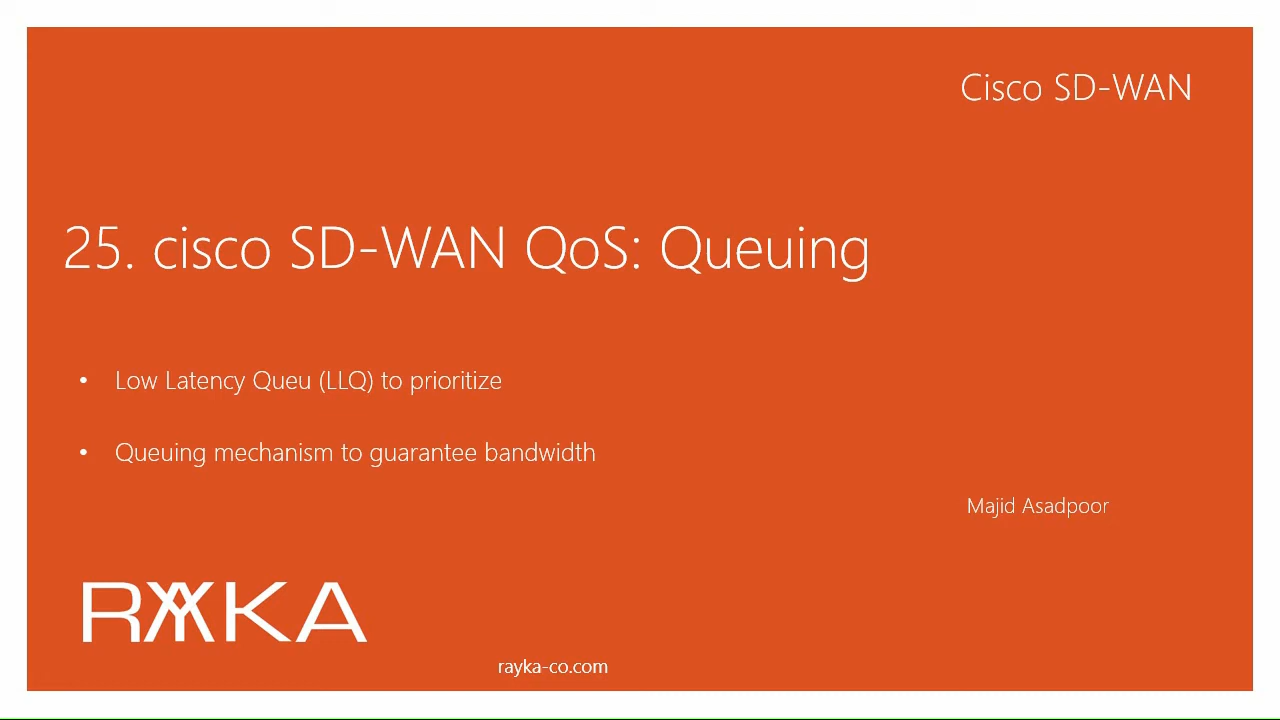 Cisco SD-WAN
25. cisco SD-WAN QoS: Queuing
• Low Latency Queu (LLQ) to prioritize
• Queuing mechanism to guarantee bandwidth
Majid Asadpoor
RAYKA
rayka-co.com